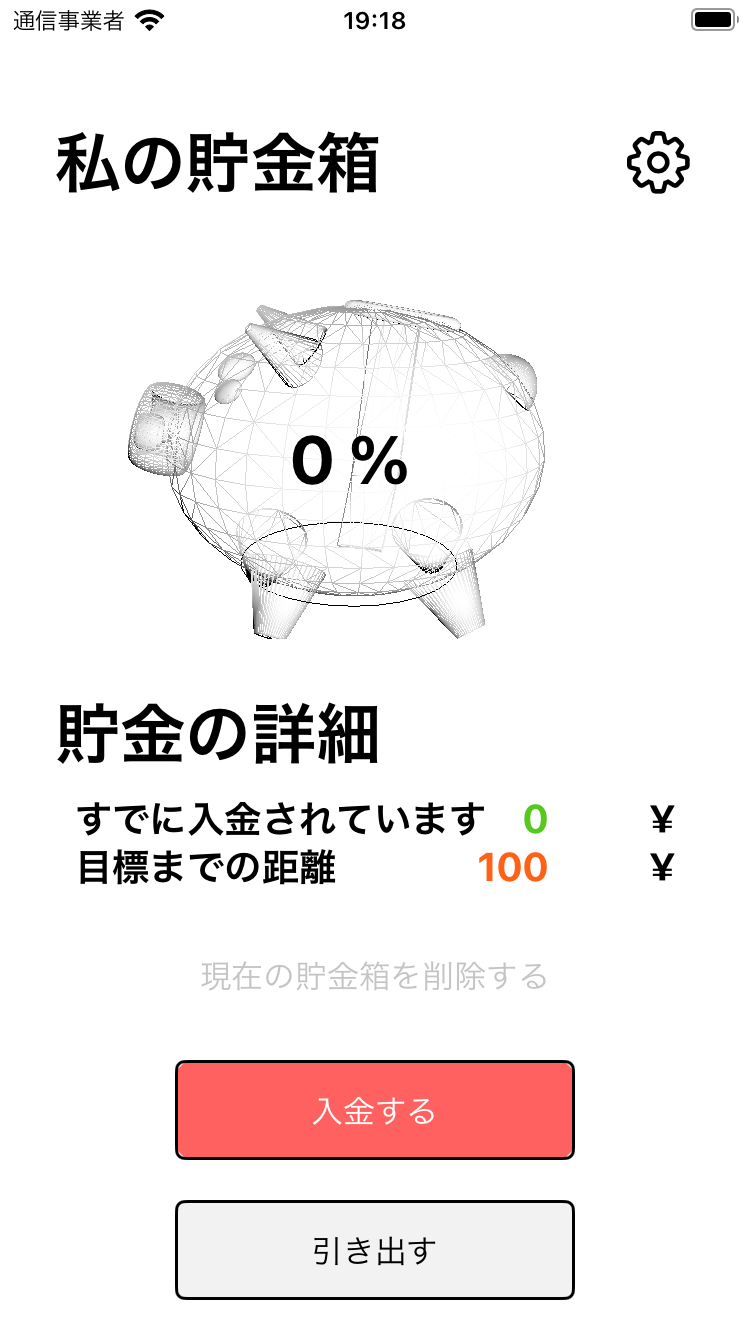 通信事業者 19:18
私の貯金箱
0 %
貯金の詳細
すでに入金されています 0 ¥
目標までの距離 100 ¥
現在の貯金箱を削除する
入金する
引き出す